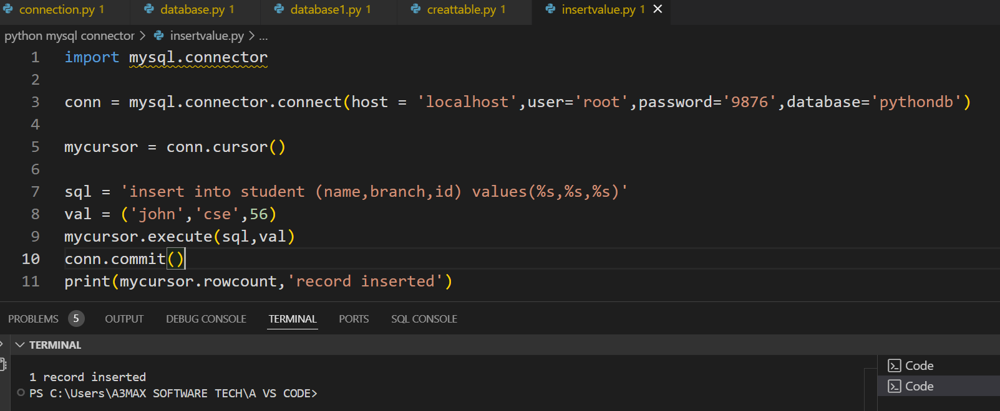 connection.py 1 database.py 1 database1.py 1 creattable.py 1 insertvalue.py 1
python mysql connector > insertvalue.py > ...
1 import mysql.connector
2
3 conn = mysql.connector.connect(host = 'localhost',user='root',password='9876',database='pythondb')
4
5 mycursor = conn.cursor()
6
7 sql = 'insert into student (name,branch,id) values(%s,%s,%s)'
8 val = ('john','cse',56)
9 mycursor.execute(sql,val)
10 conn.commit()
11 print(mycursor.rowcount,'record inserted')
PROBLEMS 5 OUTPUT DEBUG CONSOLE TERMINAL PORTS SQL CONSOLE
TERMINAL
1 record inserted
PS C:\Users\A3MAX SOFTWARE TECH\A VS CODE>
Code
Code